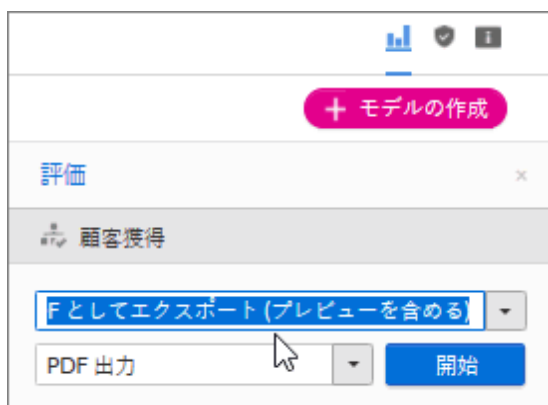 モデルの作成
評価
顧客獲得
F としてエクスポート (プレビューを含める)
PDF 出力
開始